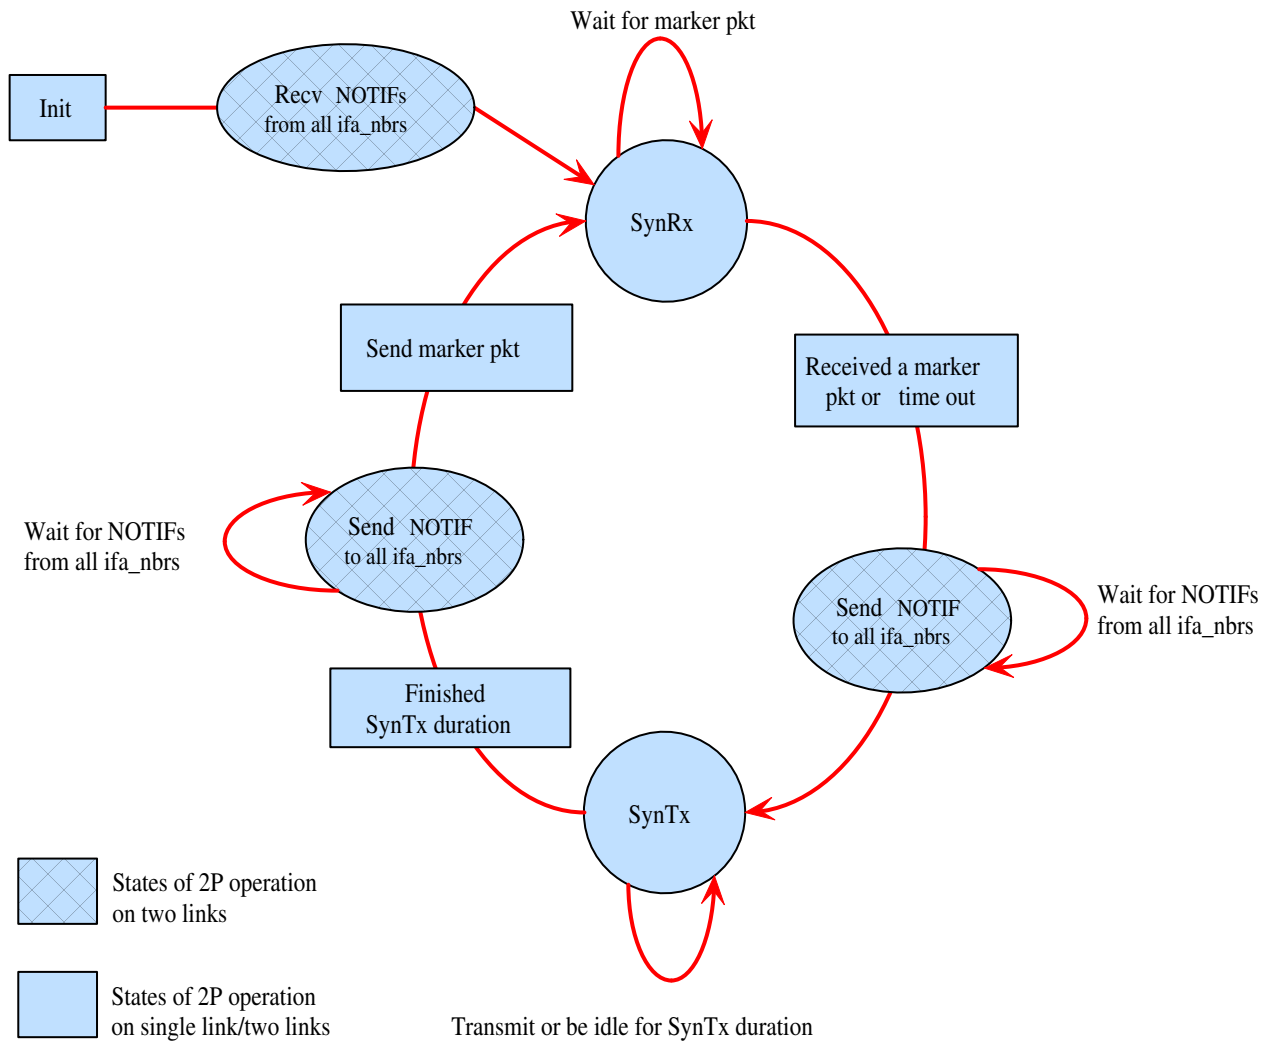 Wait for marker pkt
Init
Recv NOTIFs
from all ifa_nbrs
SynRx
Send marker pkt
Received a marker
pkt or time out
Wait for NOTIFs
from all ifa_nbrs
Send NOTIF
to all ifa_nbrs
Send NOTIF
to all ifa_nbrs
Wait for NOTIFs
from all ifa_nbrs
Finished
SynTx duration
SynTx
States of 2P operation
on two links
States of 2P operation
on single link/two links
Transmit or be idle for SynTx duration